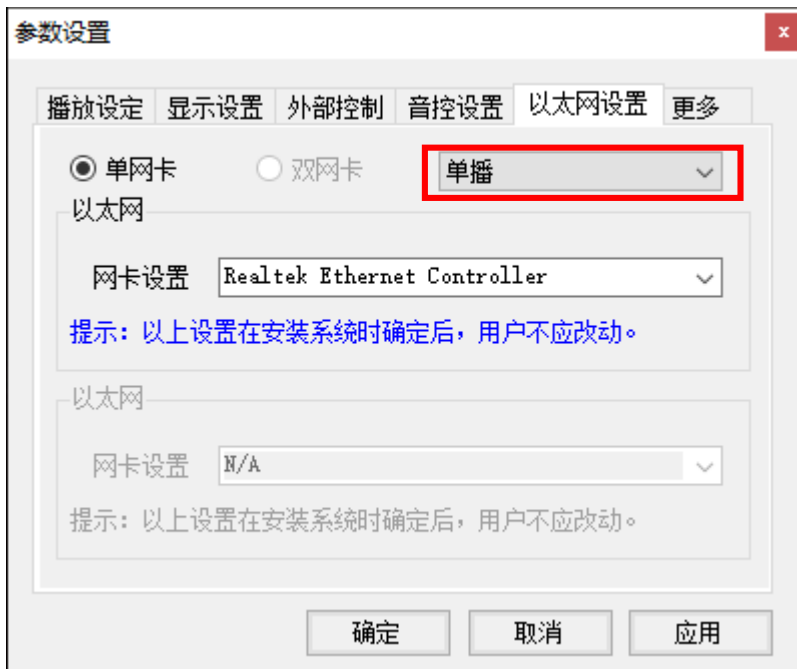 参数设置 x
播放设定 显示设置 外部控制 音控设置 以太网设置 更多
单网卡 双网卡 单播
以太网
网卡设置 Realtek Ethernet Controller
提示：以上设置在安装系统时确定后，用户不应改动。
以太网
网卡设置 N/A
提示：以上设置在安装系统时确定后，用户不应改动。
确定 取消 应用